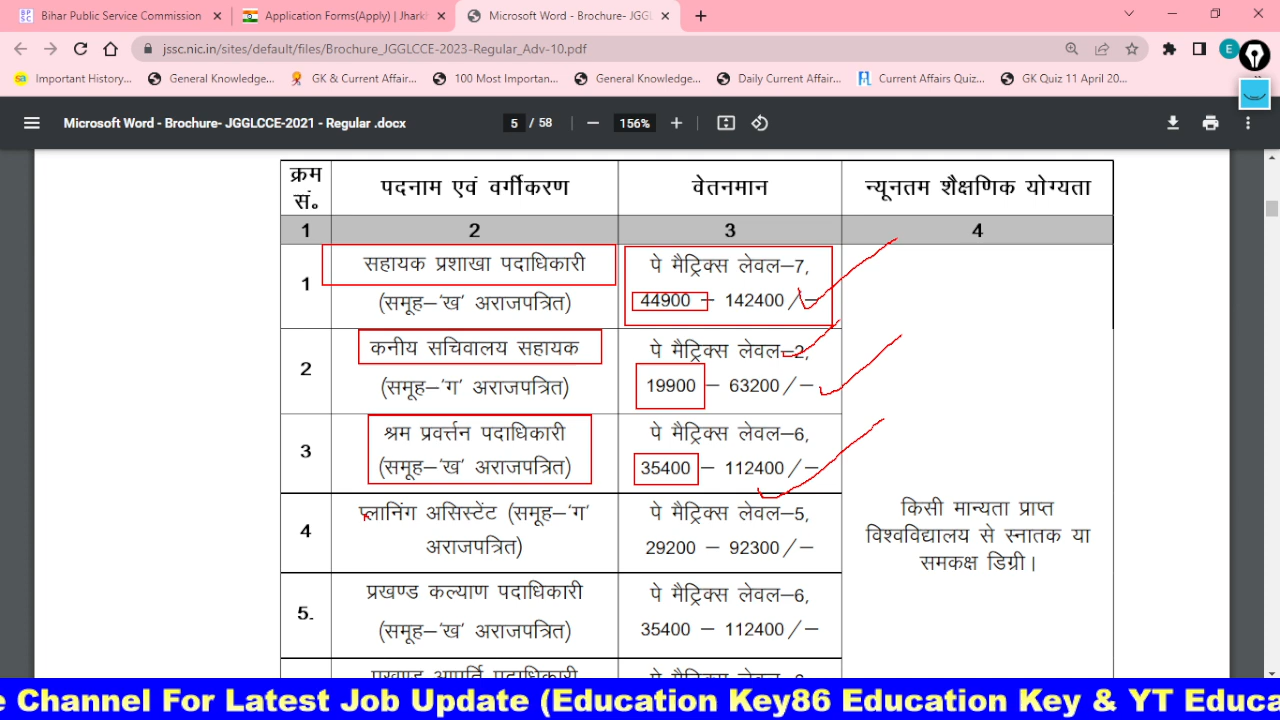 Bihar Public Service Commission
Application Forms(Apply) | Jharkh
Microsoft Word - Brochure- JGGLC
jssc.nic.in/sites/default/files/Brochure_JGGLCCE-2023-Regular_Adv-10.pdf
E
Important History...
General Knowledge...
GK & Current Affair...
100 Most Importan...
General Knowledge...
Daily Current Affair...
Current Affairs Quiz...
GK Quiz 11 April 20...
Microsoft Word - Brochure- JGGLCCE-2021 - Regular .docx
5 / 58
156%
क्रम सं॰
पदनाम एवं वर्गीकरण
वेतनमान
न्यूनतम शैक्षणिक योग्यता
1 2 3 4
1
सहायक प्रशाखा पदाधिकारी
(समूह–‘ख’ अराजपत्रित)
पे मैट्रिक्स लेवल–7,
44900 – 142400/–
2
कनीय सचिवालय सहायक
(समूह–‘ग’ अराजपत्रित)
पे मैट्रिक्स लेवल–2,
19900 – 63200/–
3
श्रम प्रवर्त्तन पदाधिकारी
(समूह–‘ख’ अराजपत्रित)
पे मैट्रिक्स लेवल–6,
35400 – 112400/–
4
प्लानिंग असिस्टेंट (समूह–‘ग’
अराजपत्रित)
पे मैट्रिक्स लेवल–5,
29200 – 92300/–
किसी मान्यता प्राप्त
विश्वविद्यालय से स्नातक या
समकक्ष डिग्री।
5.
प्रखण्ड कल्याण पदाधिकारी
(समूह–‘ख’ अराजपत्रित)
पे मैट्रिक्स लेवल–6,
35400 – 112400/–
e Channel For Latest Job Update (Education Key86 Education Key & YT Educa